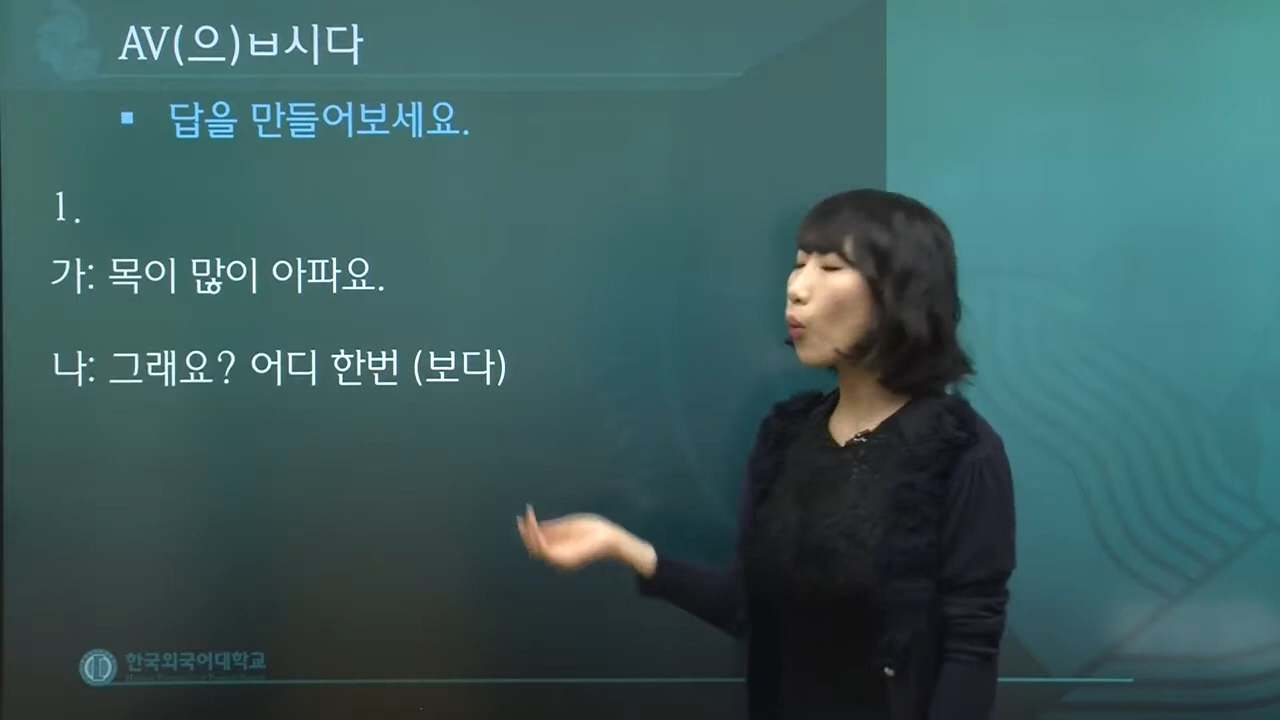 AV(으)ㅂ시다
▪ 답을 만들어보세요.
1.
가: 목이 많이 아파요.
나: 그래요? 어디 한번 (보다)
한국외국어대학교